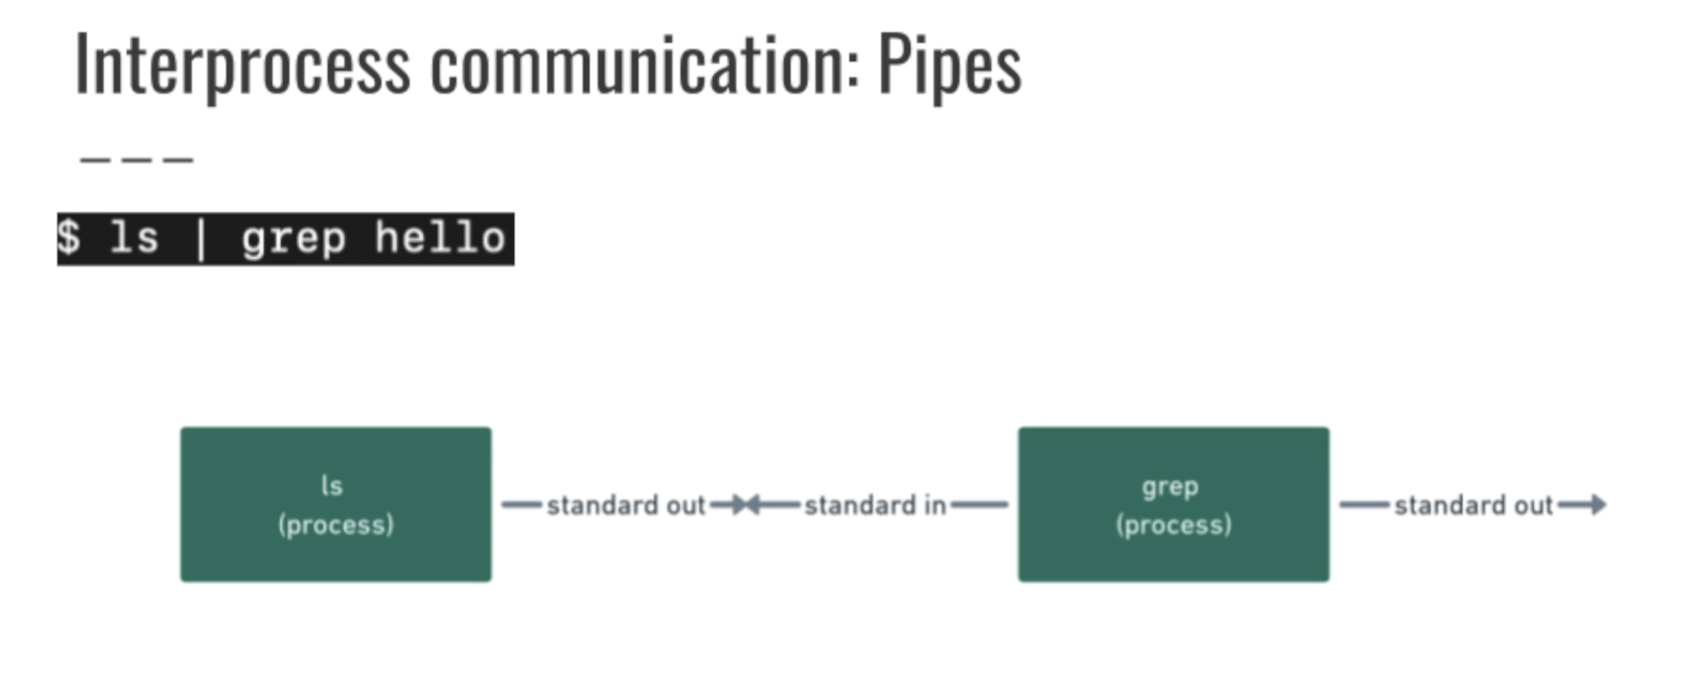 Interprocess communication: Pipes
———
$ ls | grep hello
ls
(process)
standard out
standard in
grep
(process)
standard out